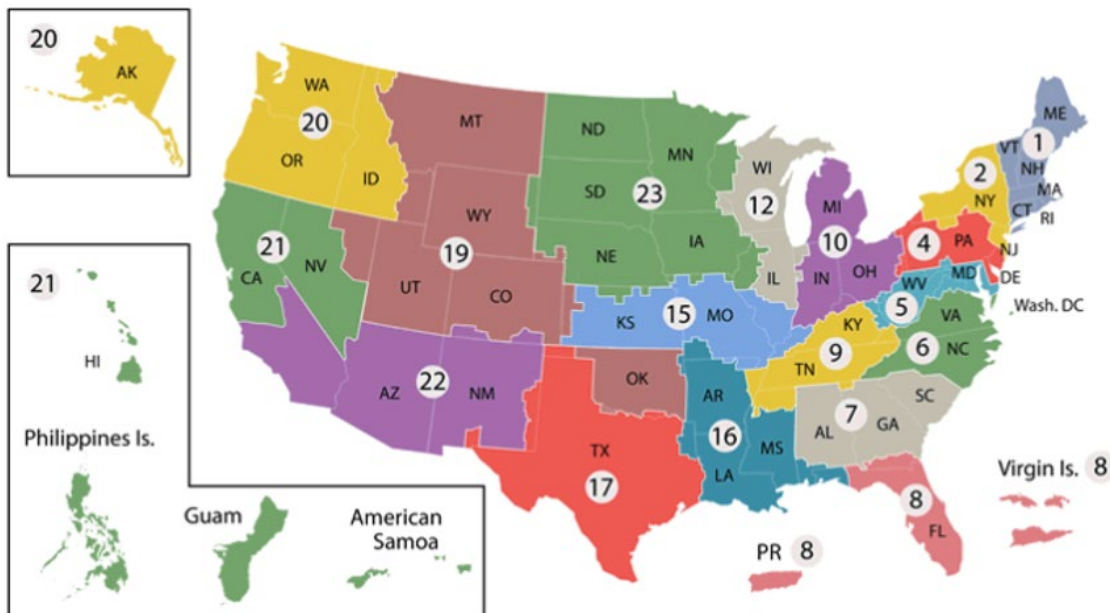 20
AK
WA
20
OR
ID
MT
WY
19
UT
CO
OK
ND
MN
SD
23
NE
IA
WI
12
IL
MI
10
IN
OH
ME
1
VT
NH
MA
CT
RI
2
NY
4
PA
NJ
DE
MD
WV
5
Wash. DC
VA
6
NC
KY
9
TN
SC
7
AL
GA
KS
15
MO
AR
16
MS
LA
TX
17
21
CA
NV
AZ
22
NM
8
FL
Virgin Is. 8
PR 8
21
HI
Philippines Is.
Guam
American
Samoa